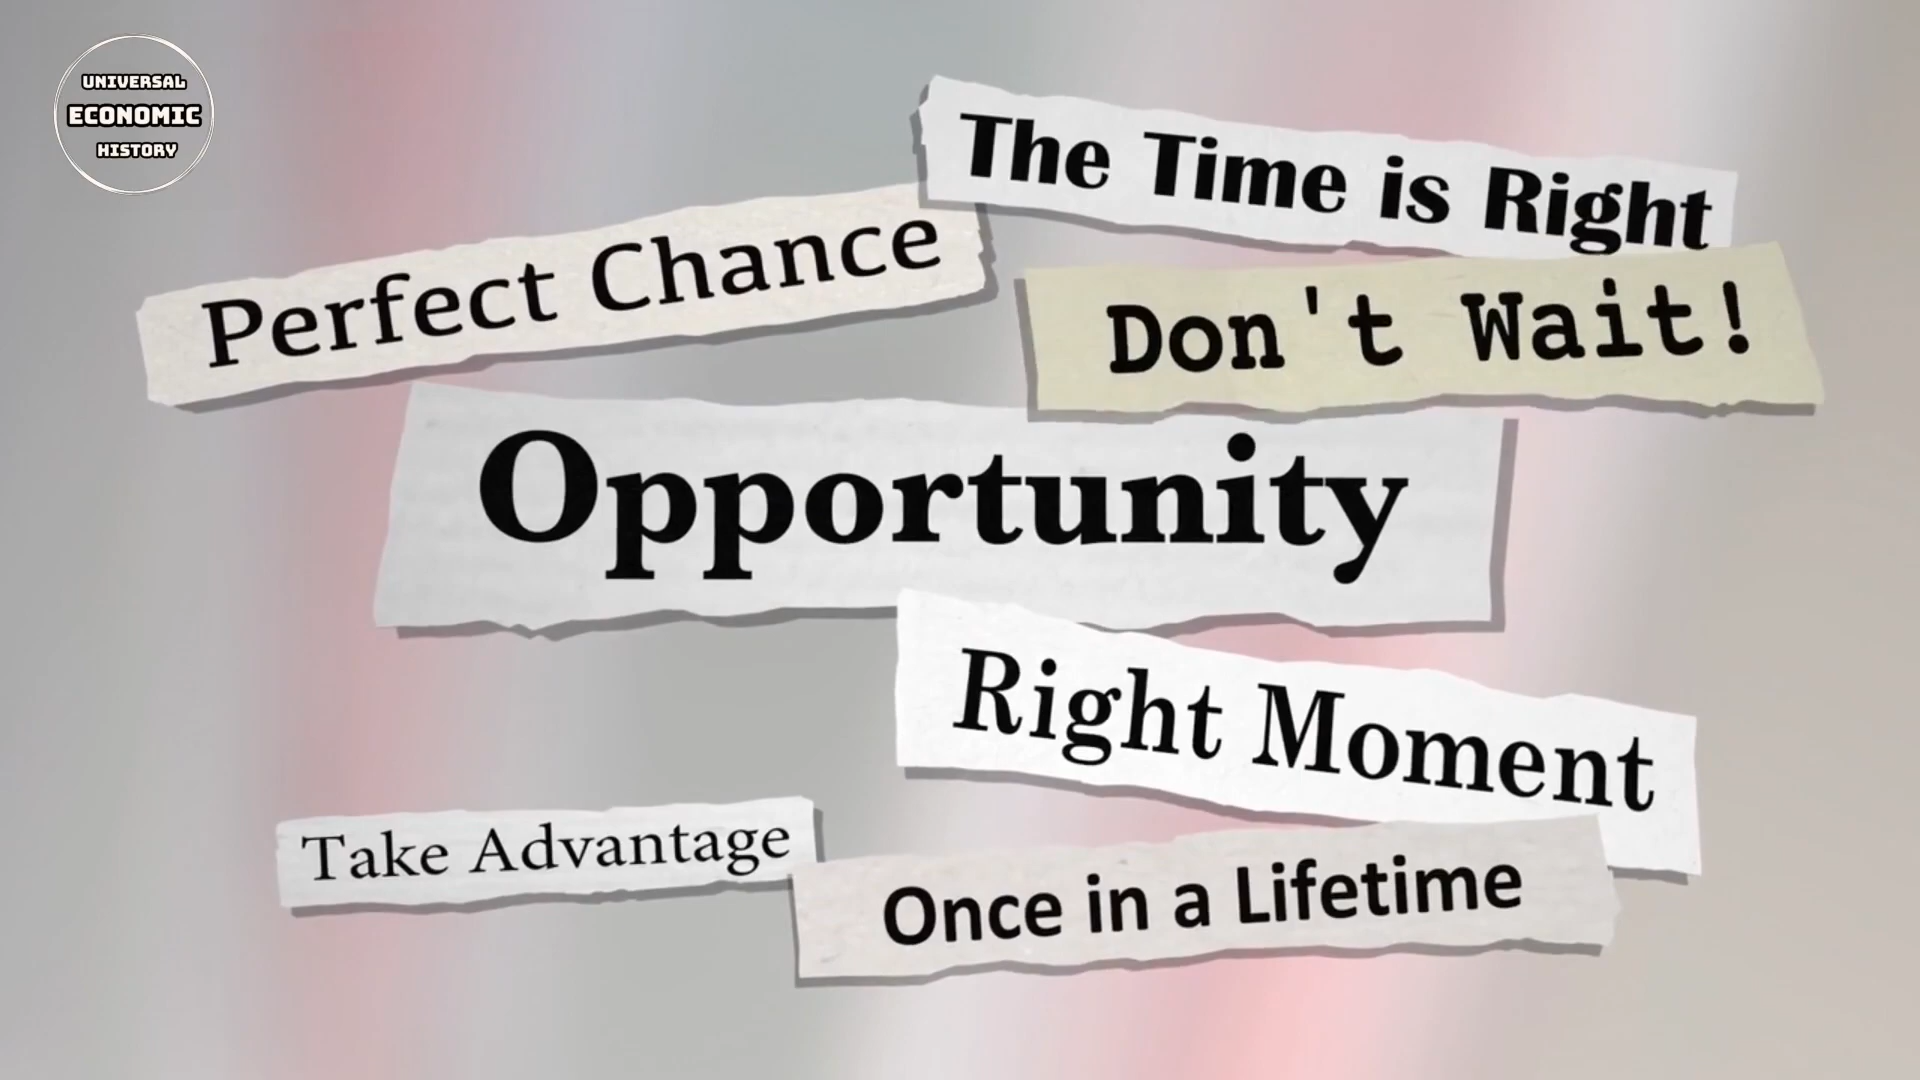 UNIVERSAL
ECONOMIC
HISTORY
The Time is Right
Perfect Chance
Don't Wait!
Opportunity
Right Moment
Take Advantage
Once in a Lifetime